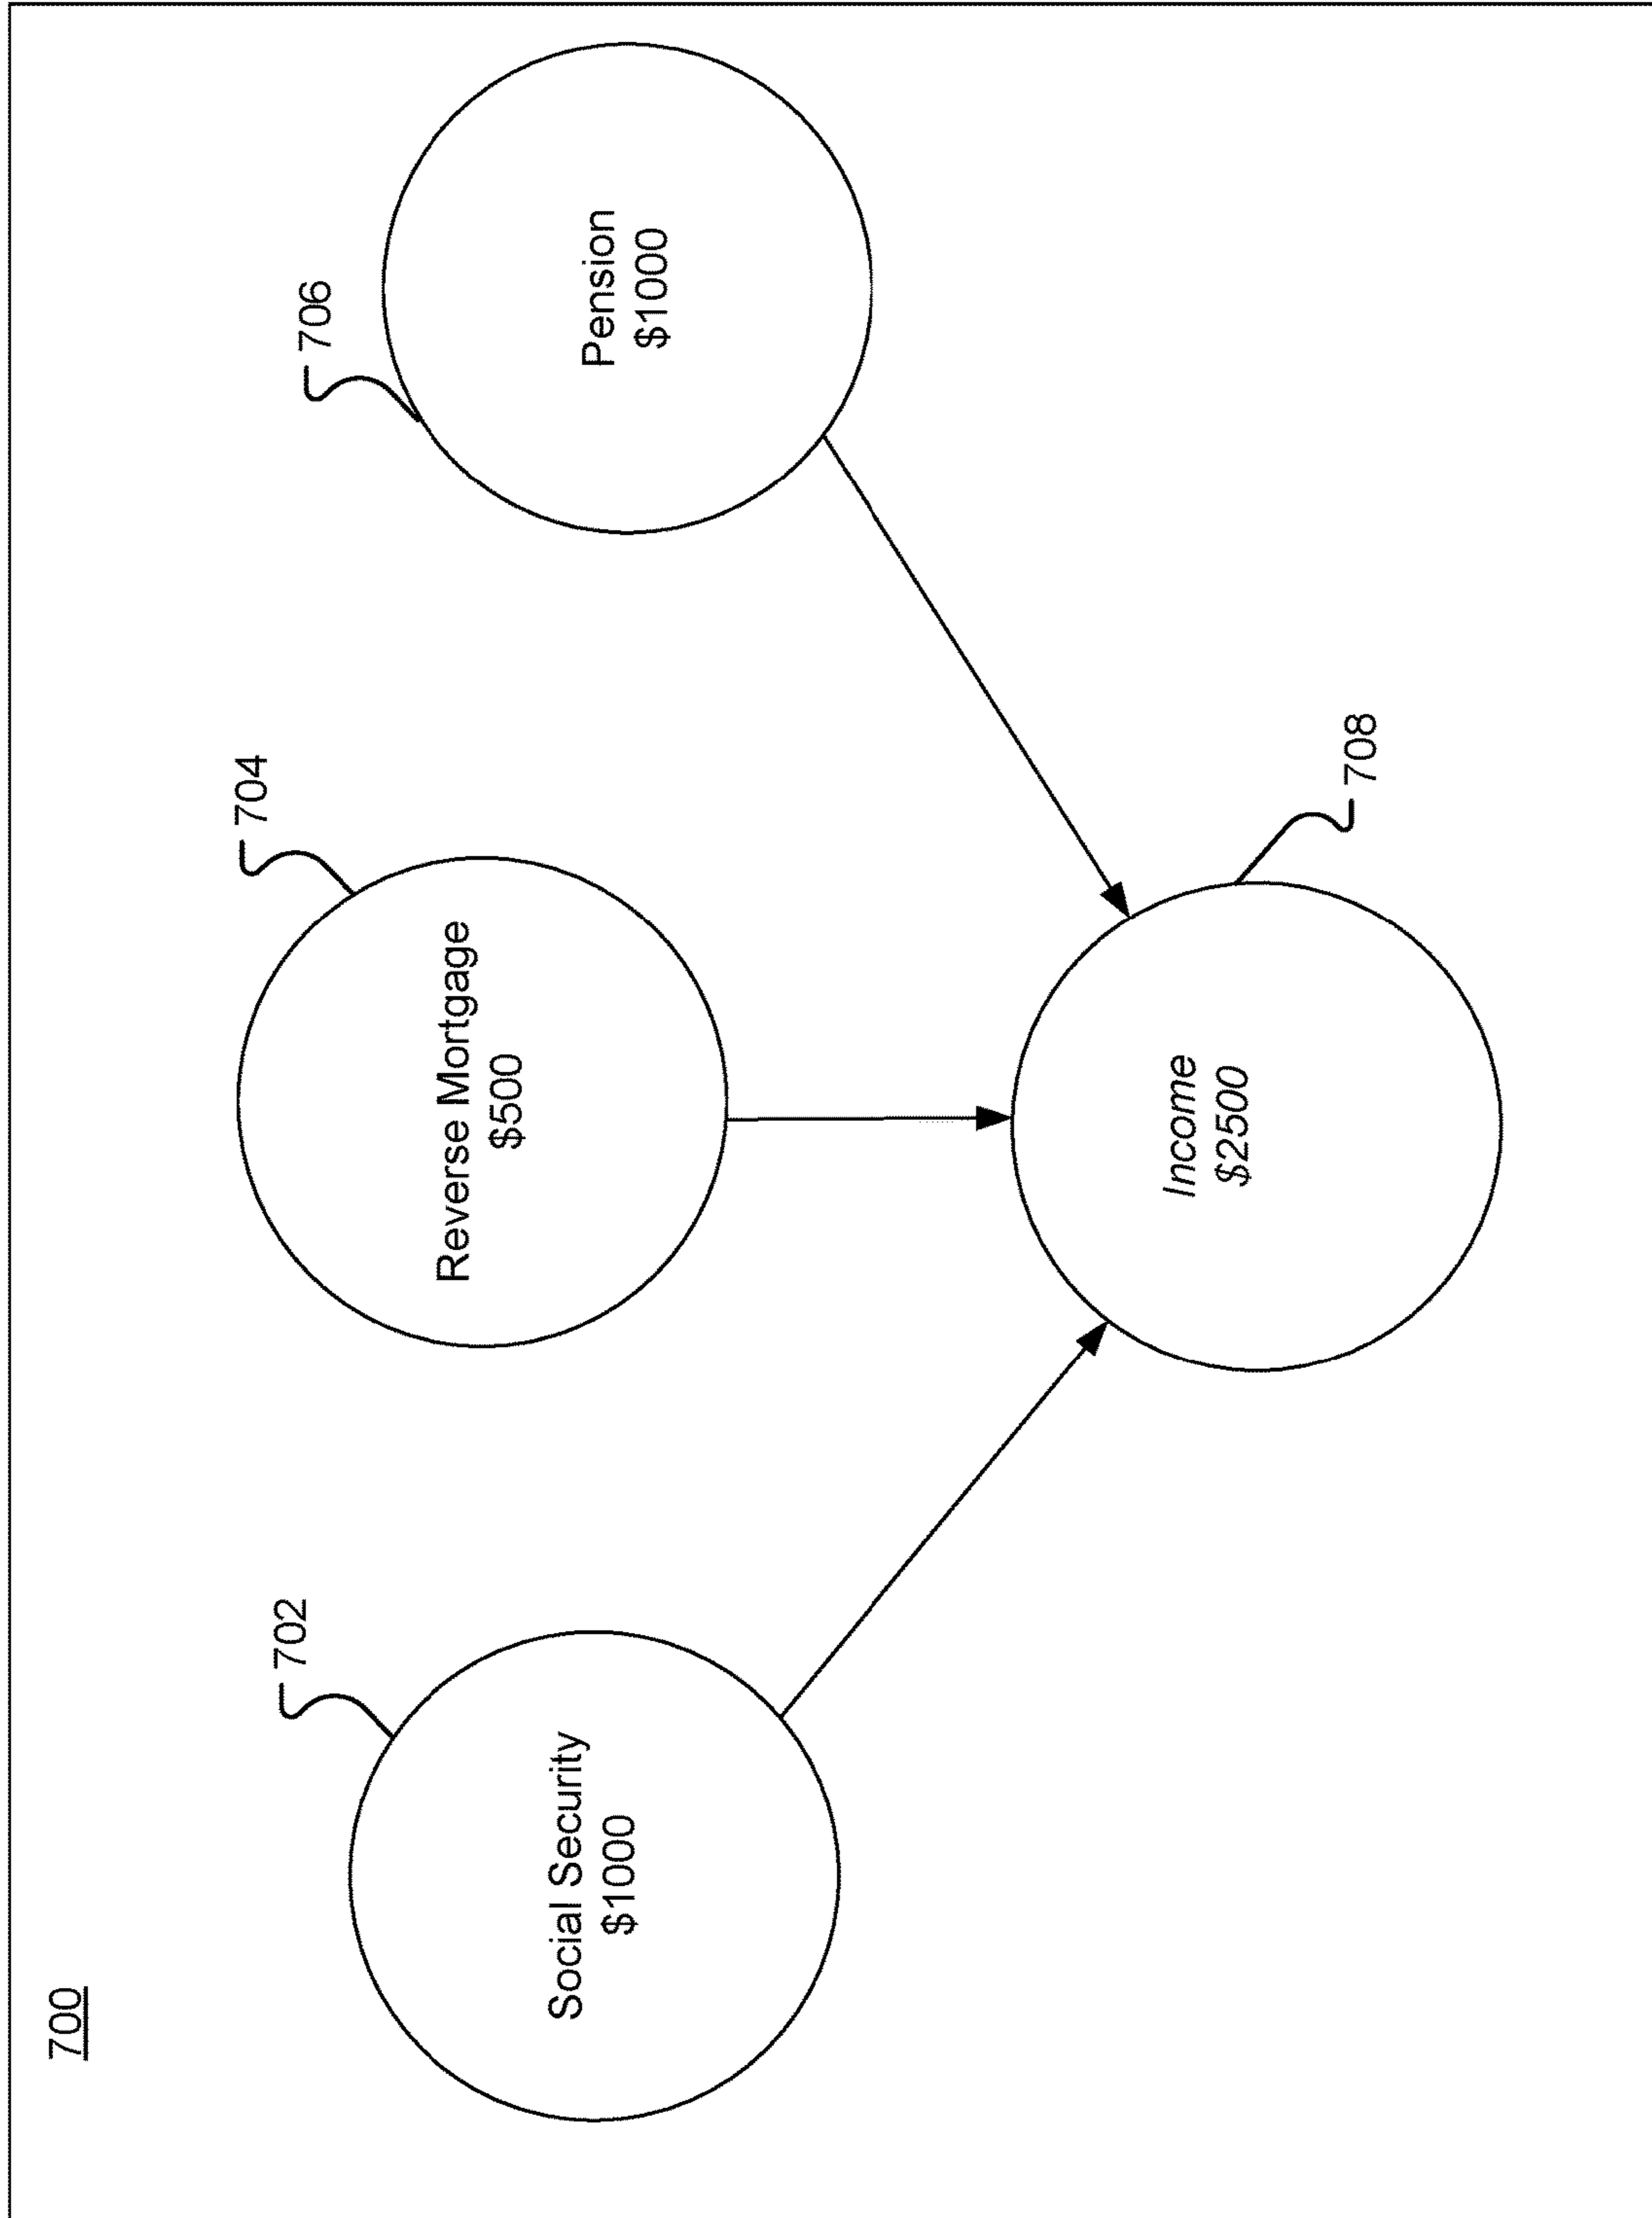 700
702
Social Security
$1000
704
Reverse Mortgage
$500
706
Pension
$1000
Income
$2500
708